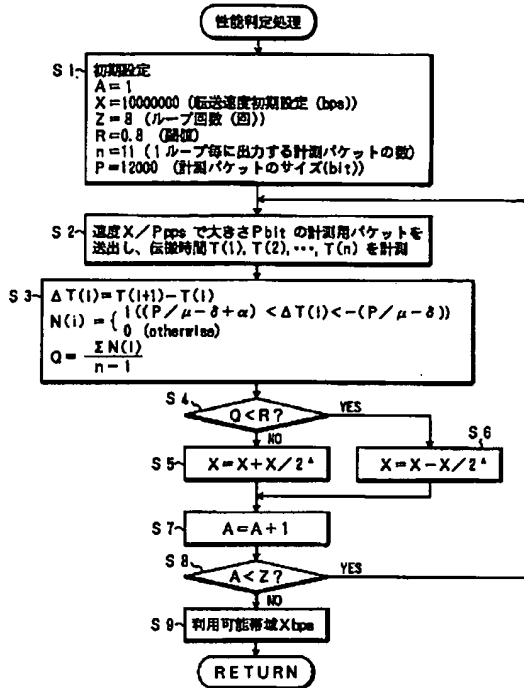 性能判定処理
S1
初期設定
A=1
X=10000000 (転送速度初期設定 (bps))
Z=8 (ループ回数 (回))
R=0.8 (閾値)
n=11 (1ループ毎に出力する計測パケットの数)
P=12000 (計測パケットのサイズ(bit))
S2
速度X/Pppsで大きさPbitの計測用パケットを
送出し、伝搬時間T(1), T(2), …, T(n) を計測
S3
ΔT(i)=T(i+1)-T(i)
N(i) = { 1((P/μ-δ+α) <ΔT(i)<-(P/μ-δ))
0 (otherwise)
Q= ΣN(i)
n-1
S4
Q<R?
YES
NO
S5
X=X+X/2^A
S6
X=X-X/2^A
S7
A=A+1
S8
A<Z?
YES
NO
S9
利用可能帯域Xbps
RETURN